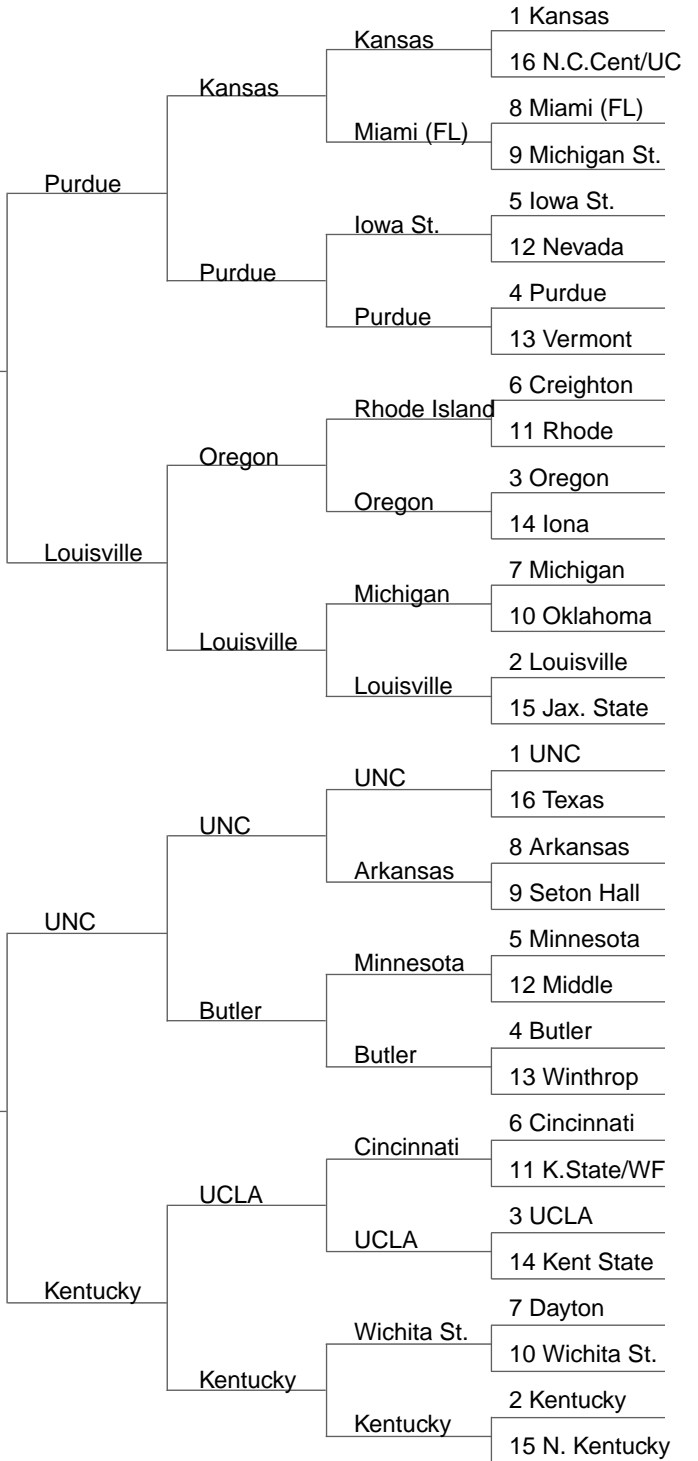 1 Kansas
Kansas
16 N.C.Cent/UC
Kansas
8 Miami (FL)
Miami (FL)
9 Michigan St.
Purdue
5 Iowa St.
Iowa St.
12 Nevada
Purdue
4 Purdue
Purdue
13 Vermont
6 Creighton
Rhode Island
11 Rhode
Oregon
3 Oregon
Oregon
14 Iona
Louisville
7 Michigan
Michigan
10 Oklahoma
Louisville
2 Louisville
Louisville
15 Jax. State
1 UNC
UNC
16 Texas
UNC
8 Arkansas
Arkansas
9 Seton Hall
UNC
5 Minnesota
Minnesota
12 Middle
Butler
4 Butler
Butler
13 Winthrop
6 Cincinnati
Cincinnati
11 K.State/WF
UCLA
3 UCLA
UCLA
14 Kent State
Kentucky
7 Dayton
Wichita St.
10 Wichita St.
Kentucky
2 Kentucky
Kentucky
15 N. Kentucky